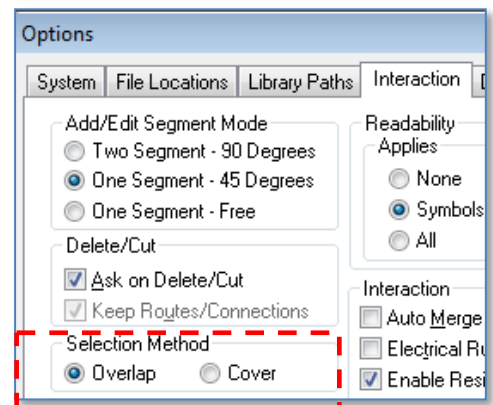 Options
System File Locations Library Paths Interaction
Add/Edit Segment Mode
Two Segment - 90 Degrees
One Segment - 45 Degrees
One Segment - Free
Delete/Cut
Ask on Delete/Cut
Keep Routes/Connections
Selection Method
Overlap Cover
Readability
Applies
None
Symbols
All
Interaction
Auto Merge
Electrical
Enable